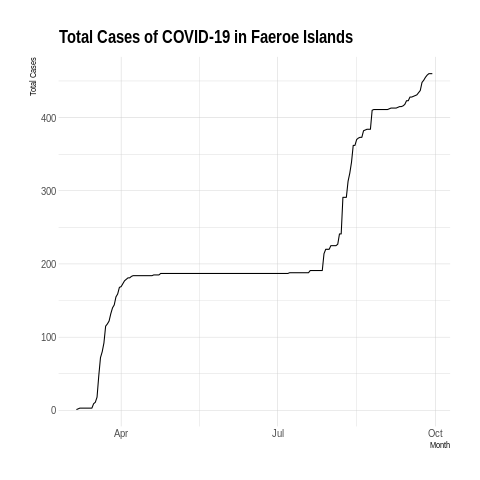 Total Cases of COVID-19 in Faeroe Islands
Total Cases
400
300
200
100
0
Apr Jul Oct
Month